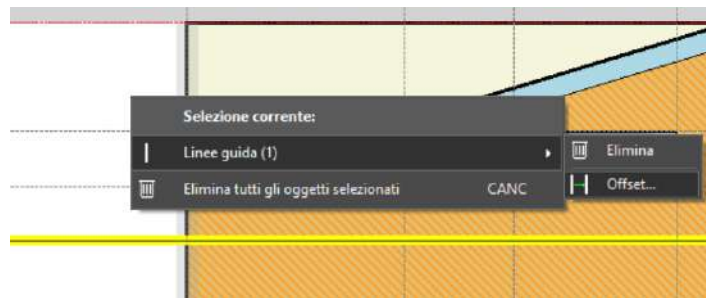 Selezione corrente:
Linee guida (1)
Elimina
Elimina tutti gli oggetti selezionati CANC
Offset...